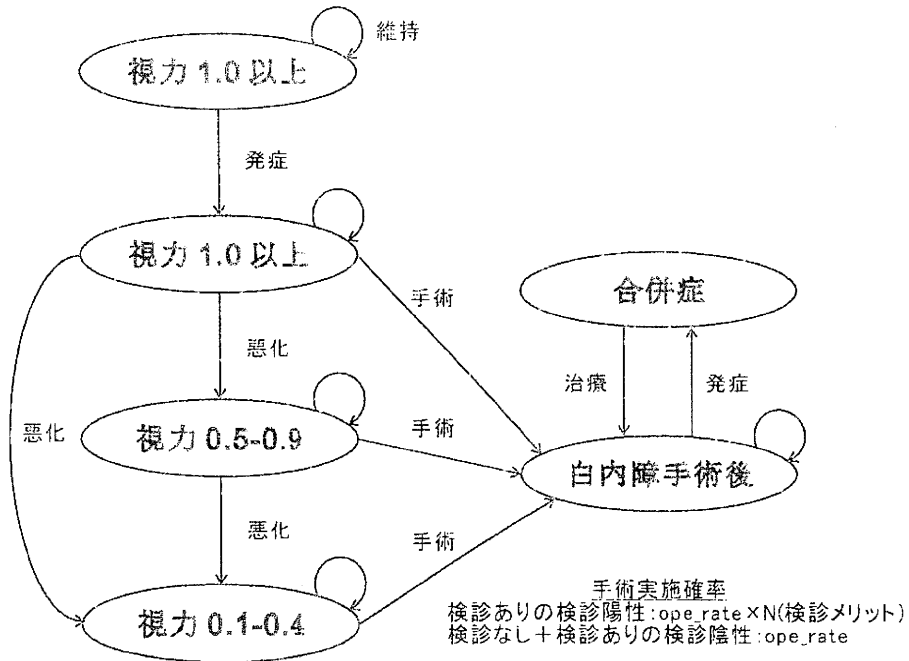 維持
視力 1.0 以上
発症
視力 1.0 以上
手術
合併症
悪化
治療
発症
悪化
視力 0.5-0.9
手術
白内障手術後
悪化
手術
視力 0.1-0.4
手術実施確率
検診ありの検診陽性:ope_rate×N(検診メリット)
検診なし+検診ありの検診陰性:ope_rate